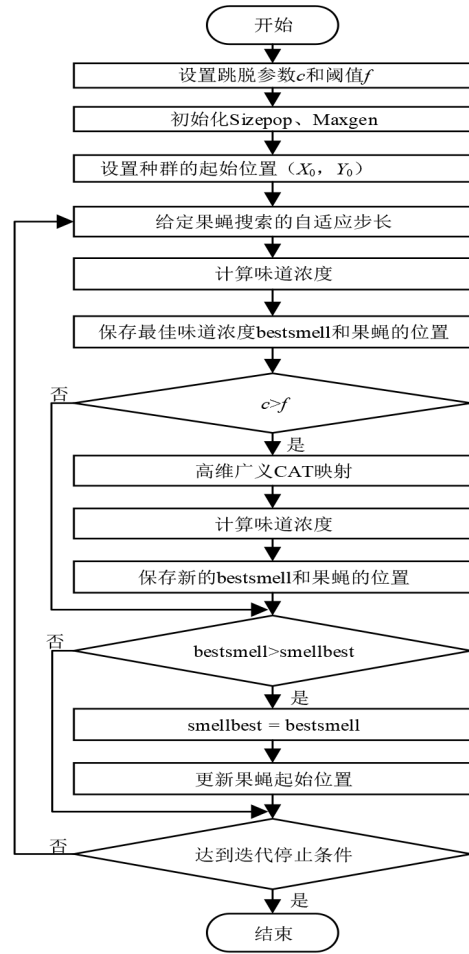 开始
设置跳脱参数c和阈值f
初始化Sizepop、Maxgen
设置种群的起始位置（X₀，Y₀）
给定果蝇搜索的自适应步长
计算味道浓度
保存最佳味道浓度bestsmell和果蝇的位置
否
c>f
是
高维广义CAT映射
计算味道浓度
保存新的bestsmell和果蝇的位置
否
bestsmell>smellbest
是
smellbest = bestsmell
更新果蝇起始位置
否
达到迭代停止条件
是
结束